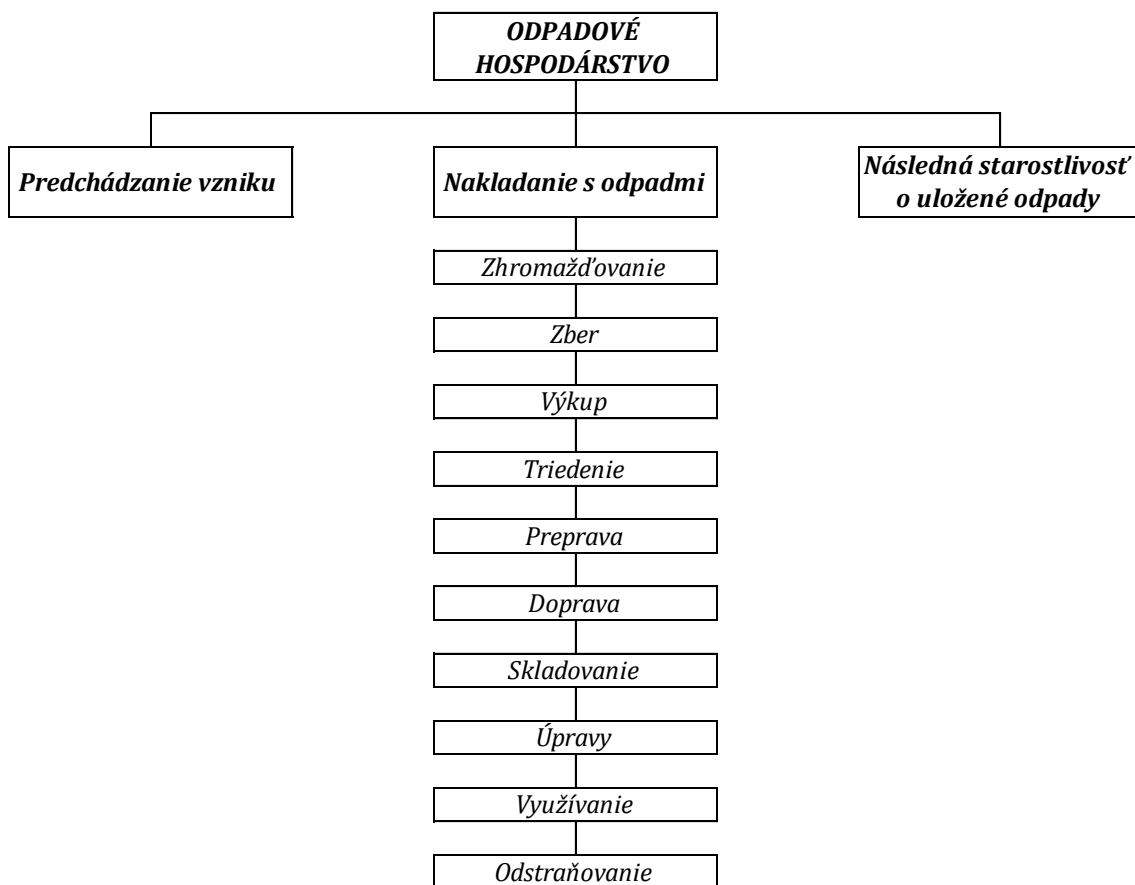 ODPADOVÉ
HOSPODÁRSTVO
Predchádzanie vzniku
Nakladanie s odpadmi
Následná starostlivosť
o uložené odpady
Zhromažďovanie
Zber
Výkup
Triedenie
Preprava
Doprava
Skladovanie
Úpravy
Využívanie
Odstraňovanie